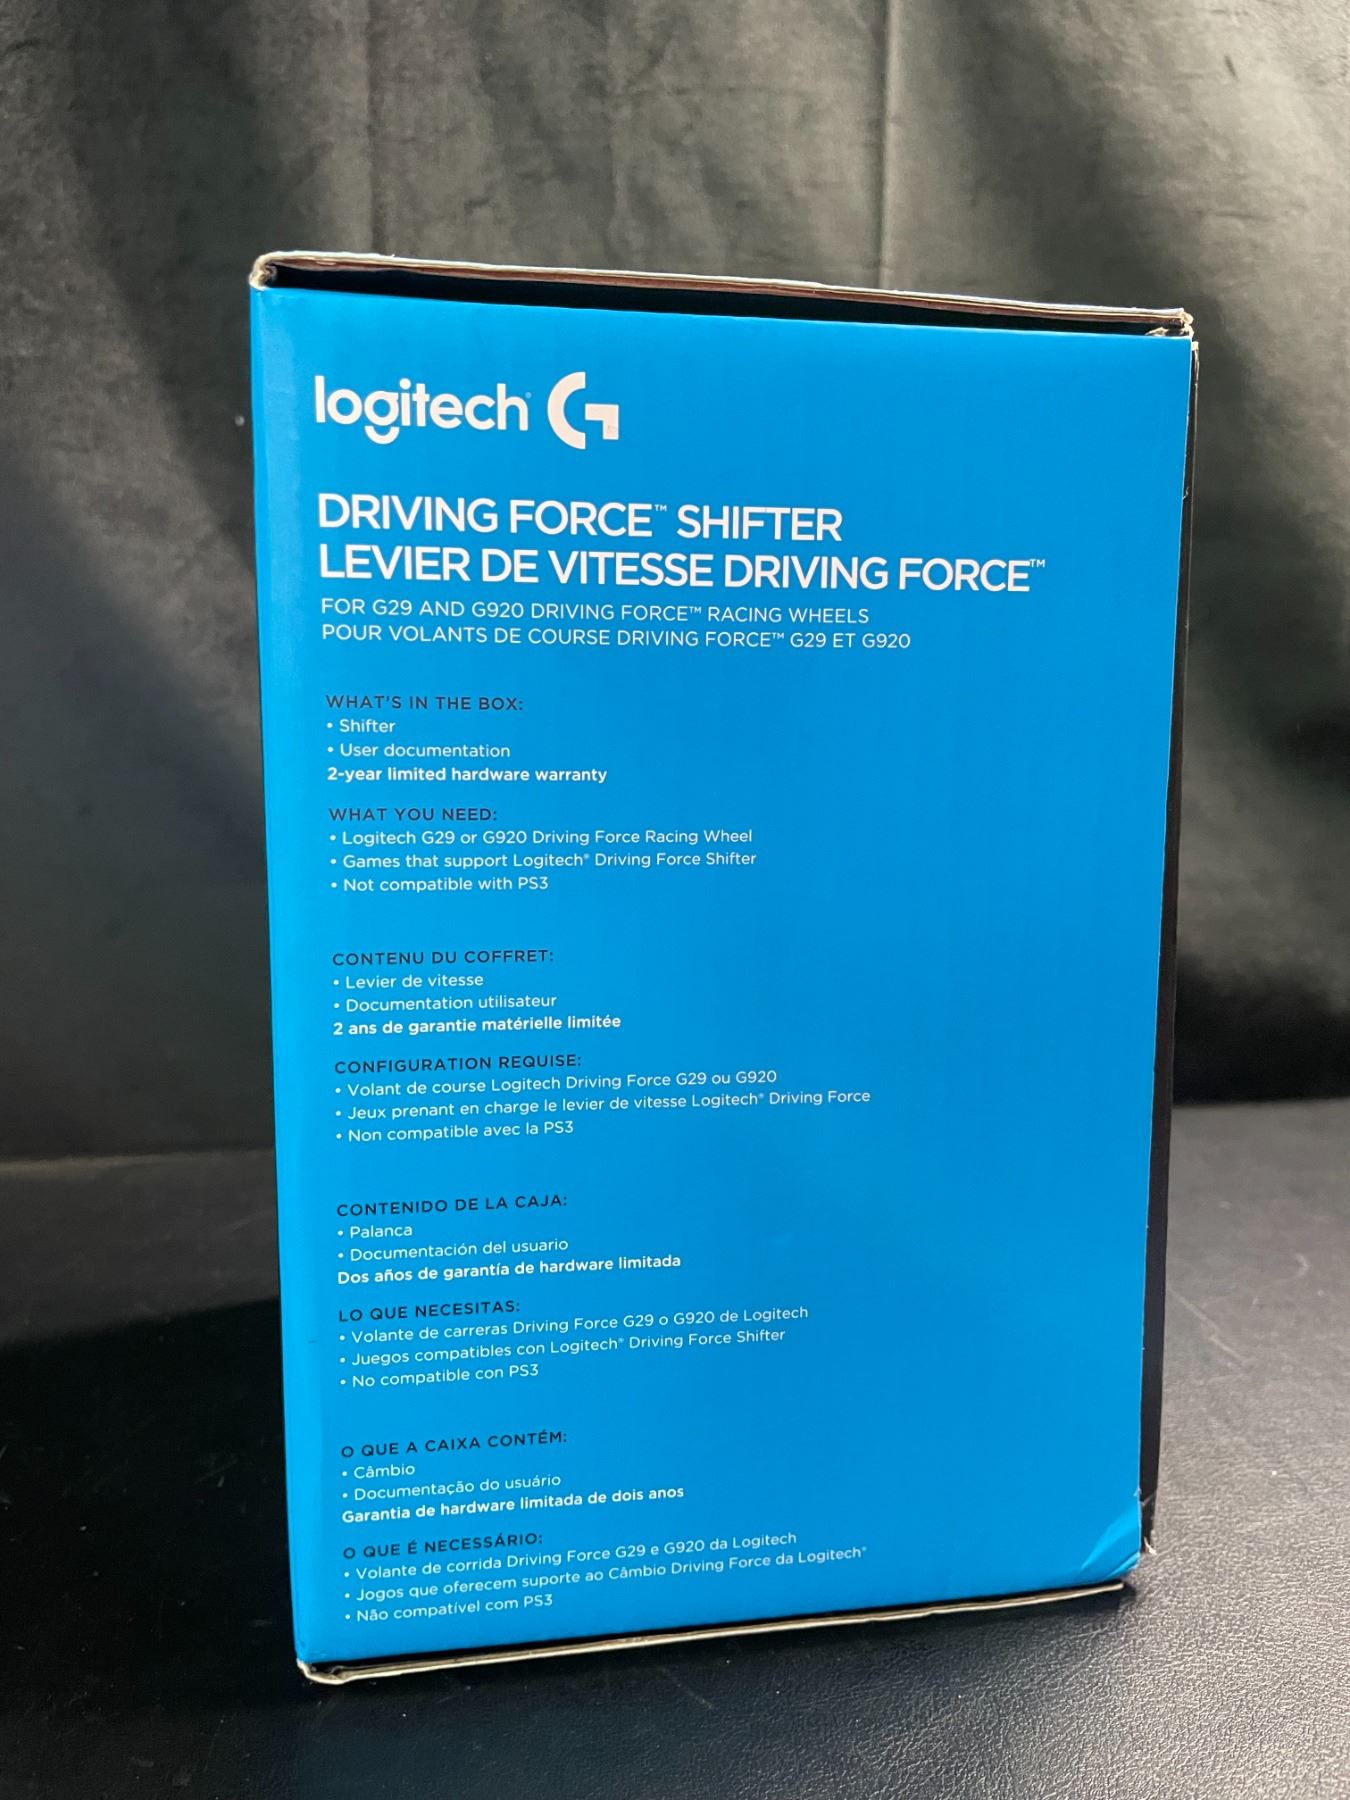 logitech G
DRIVING FORCE™ SHIFTER
LEVIER DE VITESSE DRIVING FORCE™
FOR G29 AND G920 DRIVING FORCE™ RACING WHEELS
POUR VOLANTS DE COURSE DRIVING FORCE™ G29 ET G920
WHAT'S IN THE BOX:
• Shifter
• User documentation
2-year limited hardware warranty
WHAT YOU NEED:
• Logitech G29 or G920 Driving Force Racing Wheel
• Games that support Logitech® Driving Force Shifter
• Not compatible with PS3
CONTENU DU COFFRET:
• Levier de vitesse
• Documentation utilisateur
2 ans de garantie matérielle limitée
CONFIGURATION REQUISE:
• Volant de course Logitech Driving Force G29 ou G920
• Jeux prenant en charge le levier de vitesse Logitech® Driving Force
• Non compatible avec la PS3
CONTENIDO DE LA CAJA:
• Palanca
• Documentación del usuario
Dos años de garantía de hardware limitada
LO QUE NECESITAS:
• Volante de carreras Driving Force G29 o G920 de Logitech
• Juegos compatibles con Logitech® Driving Force Shifter
• No compatible con PS3
O QUE A CAIXA CONTÉM:
• Câmbio
• Documentação do usuário
Garantia de hardware limitada de dois anos
O QUE É NECESSÁRIO:
• Volante de corrida Driving Force G29 e G920 da Logitech
• Jogos que oferecem suporte ao Câmbio Driving Force da Logitech®
• Não compatível com PS3